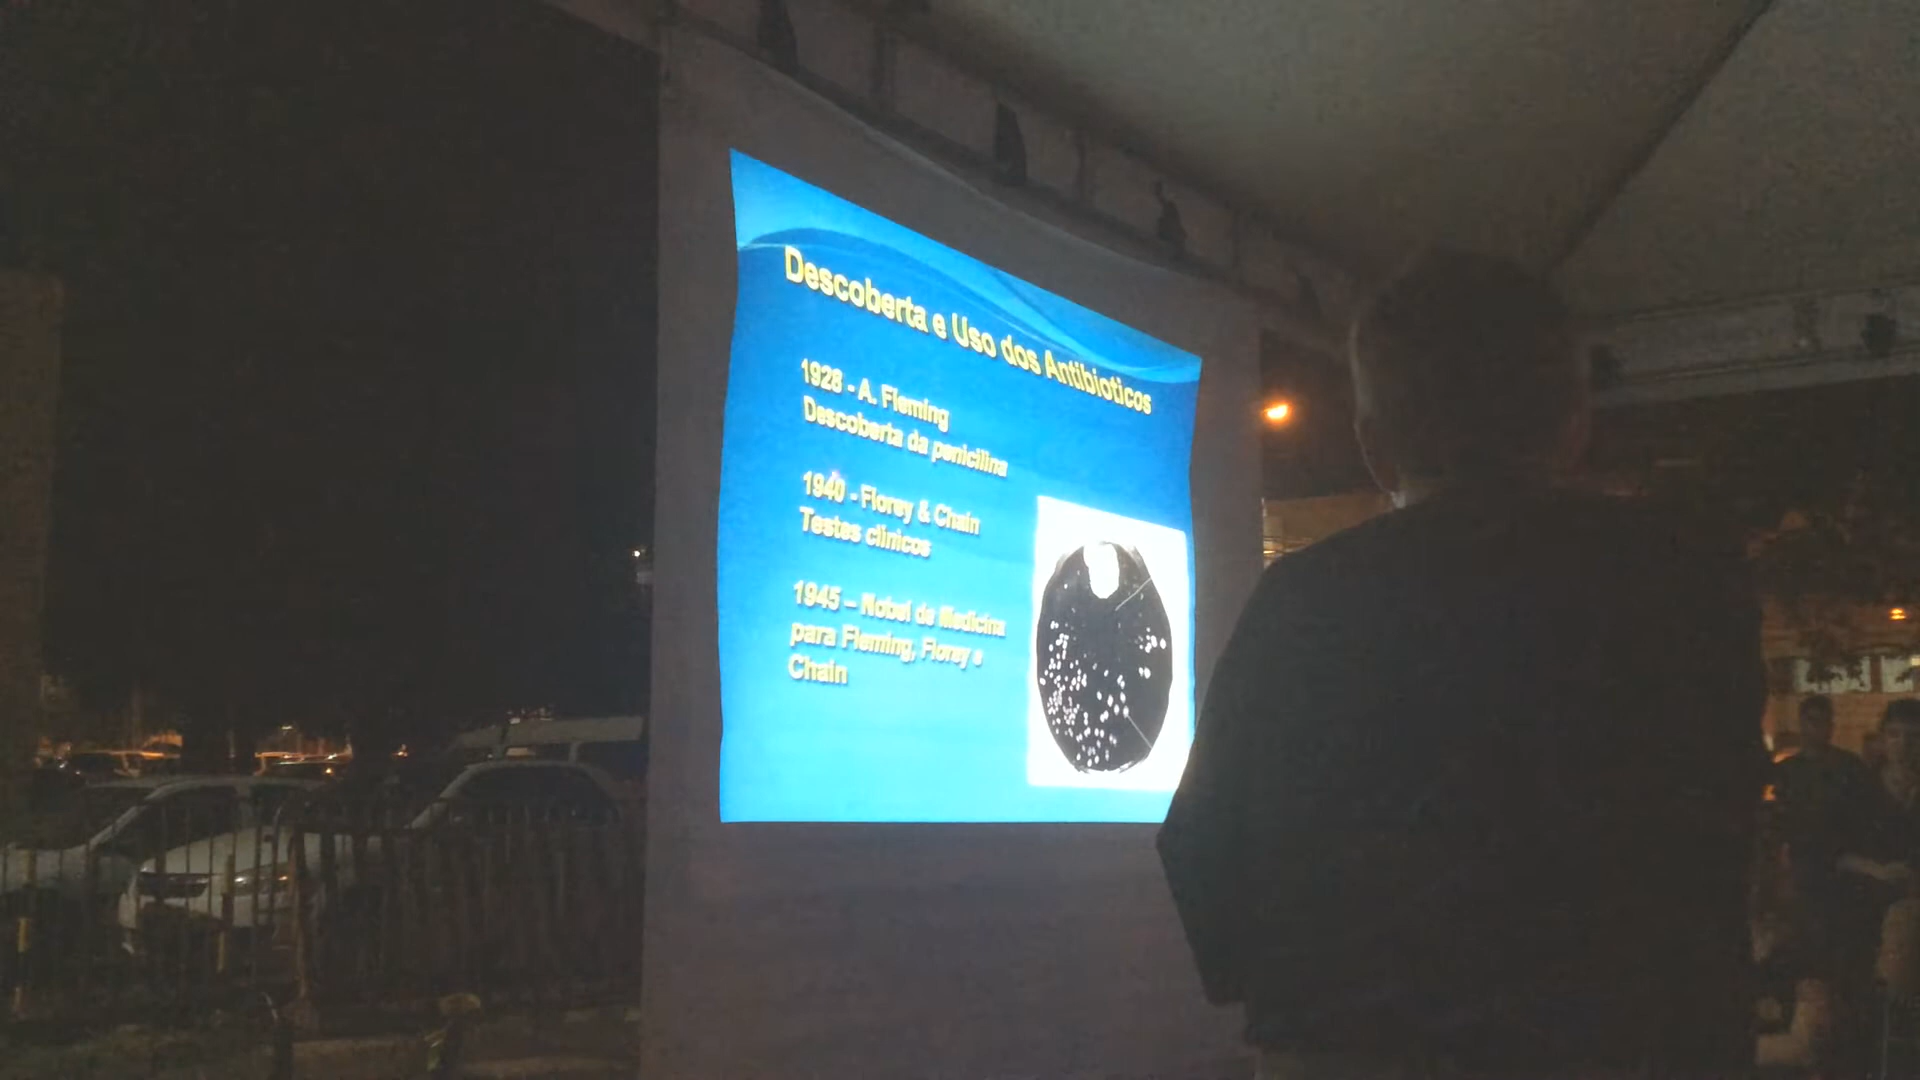 Descoberta e Uso dos Antibioticos
1928 - A. Fleming
Descoberta da penicilina
1940 - Florey & Chain
Testes clínicos
1945 – Nobel de Medicina
para Fleming, Florey e
Chain